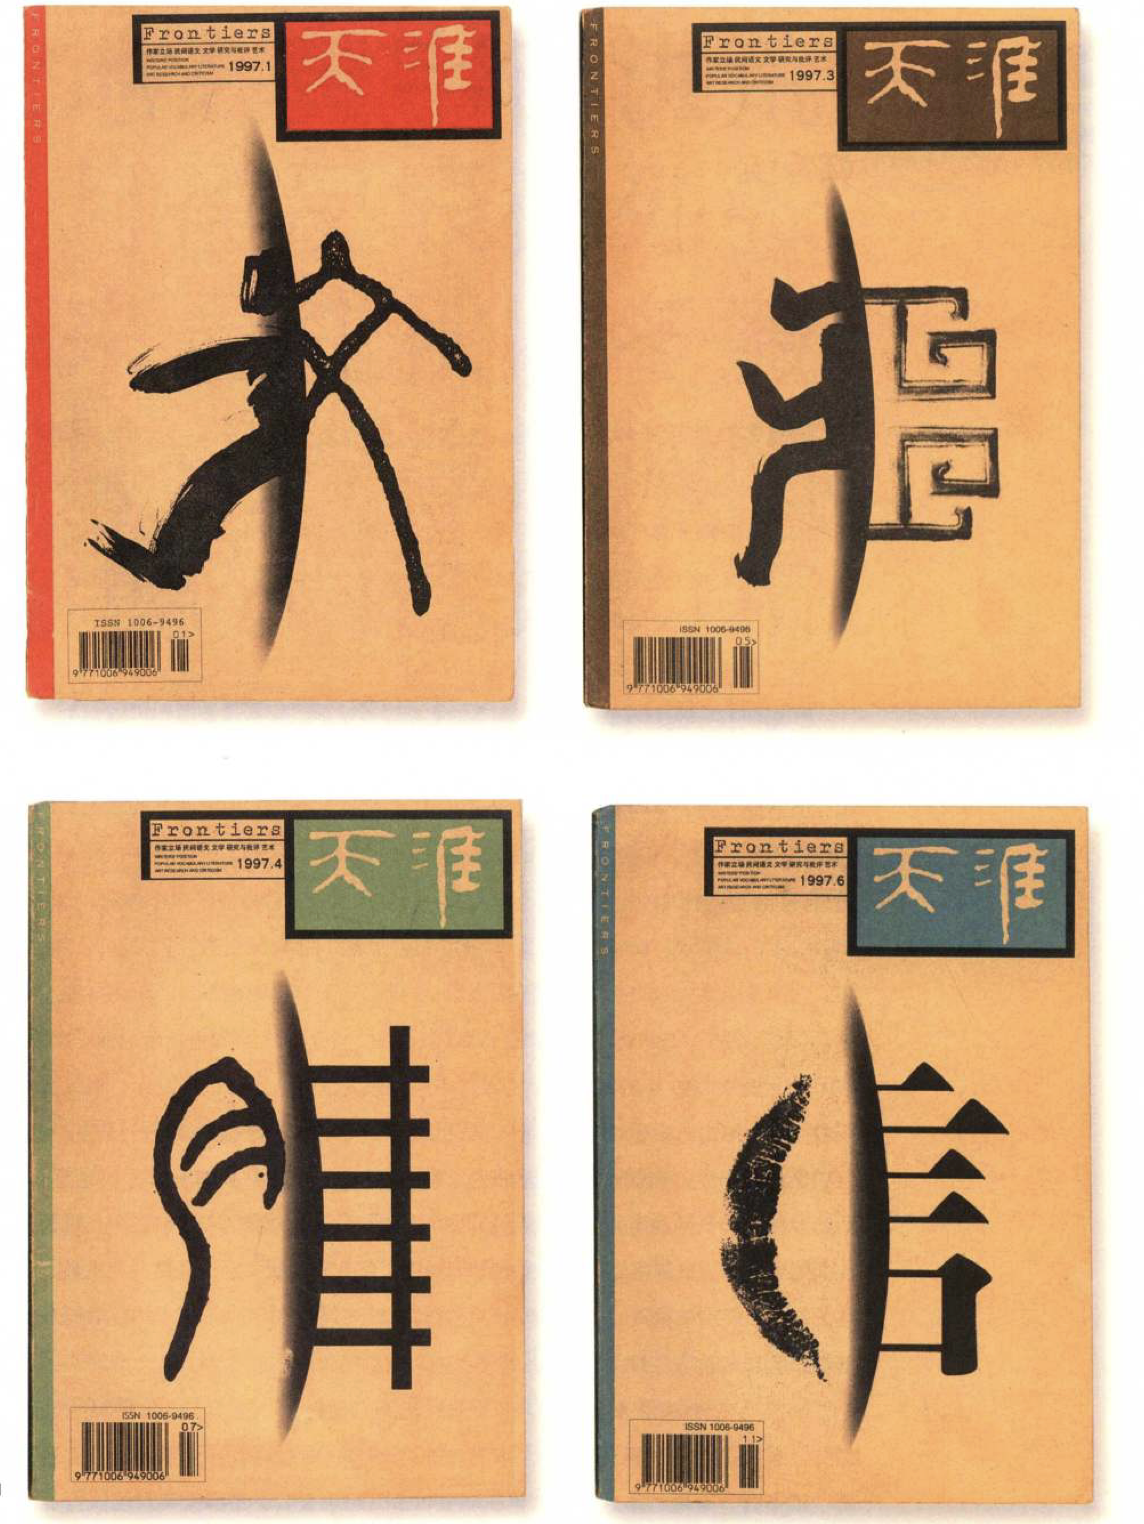 FRONTIERS
Frontiers
作家立场 民间语文 文学 研究与批评 艺术
WRITERS' POSITION
POPULAR VOCABULARY LITERATURE
ART RESEARCH AND CRITICISM
1997.1
天涯
ISSN 1006-9496
01>
9 771006 949006
FRONTIERS
Frontiers
作家立场 民间语文 文学 研究与批评 艺术
WRITERS' POSITION
POPULAR VOCABULARY LITERATURE
ART RESEARCH AND CRITICISM
1997.3
天涯
ISSN 1006-9496
05>
9 771006 949006
FRONTIERS
Frontiers
作家立场 民间语文 文学 研究与批评 艺术
WRITERS' POSITION
POPULAR VOCABULARY LITERATURE
ART RESEARCH AND CRITICISM
1997.4
天涯
ISSN 1006-9496
07>
9 771006 949006
FRONTIERS
Frontiers
作家立场 民间语文 文学 研究与批评 艺术
WRITERS' POSITION
POPULAR VOCABULARY LITERATURE
ART RESEARCH AND CRITICISM
1997.6
天涯
ISSN 1006-9496
11>
9 771006 949006